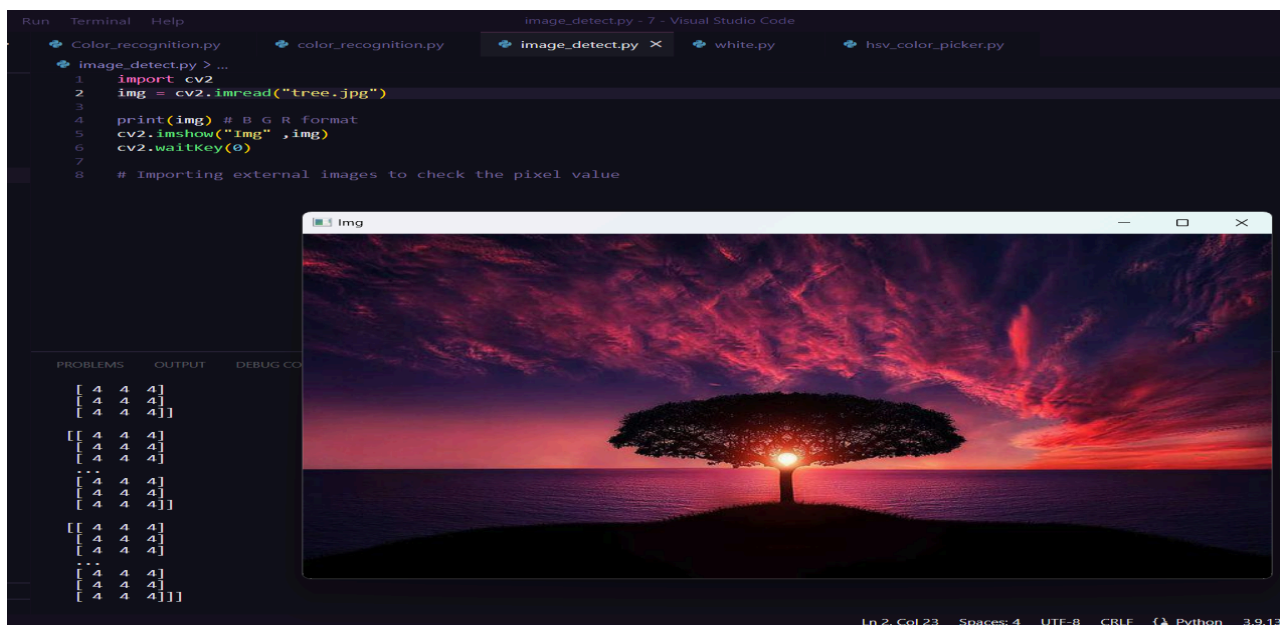 Run Terminal Help image_detect.py - 7 - Visual Studio Code
Color_recognition.py color_recognition.py image_detect.py × white.py hsv_color_picker.py
image_detect.py > ...
1 import cv2
2 img = cv2.imread("tree.jpg")
3
4 print(img) # B G R format
5 cv2.imshow("Img" ,img)
6 cv2.waitKey(0)
7
8 # Importing external images to check the pixel value
Img
PROBLEMS OUTPUT DEBUG CO
[ 4 4 4]
[ 4 4 4]
[ 4 4 4]]
[[ 4 4 4]
[ 4 4 4]
[ 4 4 4]
...
[ 4 4 4]
[ 4 4 4]
[ 4 4 4]]
[[ 4 4 4]
[ 4 4 4]
[ 4 4 4]
...
[ 4 4 4]
[ 4 4 4]
[ 4 4 4]]]
Ln 2, Col 23 Spaces: 4 UTF-8 CRLF Python 3.9.13